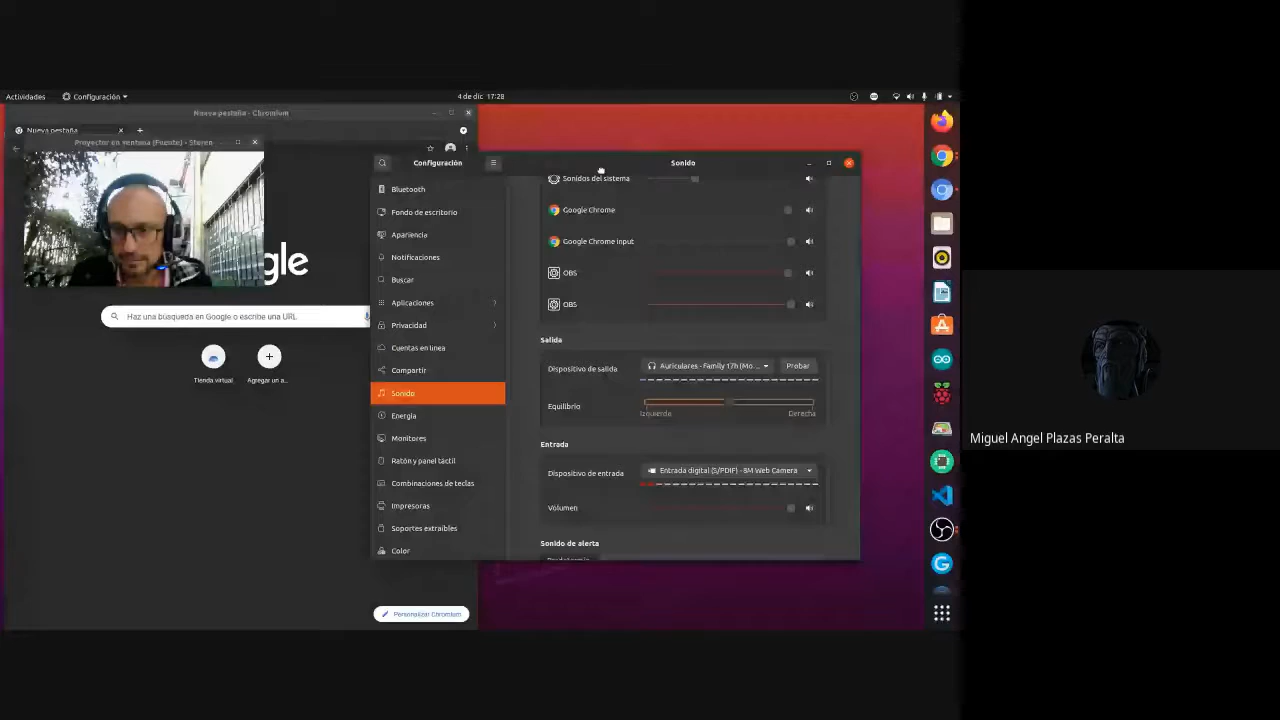 Actividades
Configuración
4 de dic 17:28
Nueva pestaña - Chromium
Nueva pestaña
Proyector en ventana (Fuente) - Stereo
gle
Haz una búsqueda en Google o escribe una URL
Tienda virtual
Agregar un a...
Personalizar Chromium
Configuración
Sonido
Bluetooth
Fondo de escritorio
Apariencia
Notificaciones
Buscar
Aplicaciones
Privacidad
Cuentas en línea
Compartir
Sonido
Energía
Monitores
Ratón y panel táctil
Combinaciones de teclas
Impresoras
Soportes extraíbles
Color
Sonidos del sistema
Google Chrome
Google Chrome input
OBS
OBS
Salida
Dispositivo de salida
Auriculares - Family 17h (Mo...
Probar
Equilibrio
Izquierdo
Derecha
Entrada
Dispositivo de entrada
Entrada digital (S/PDIF) - 8M Web Camera
Volumen
Sonido de alerta
Miguel Angel Plazas Peralta